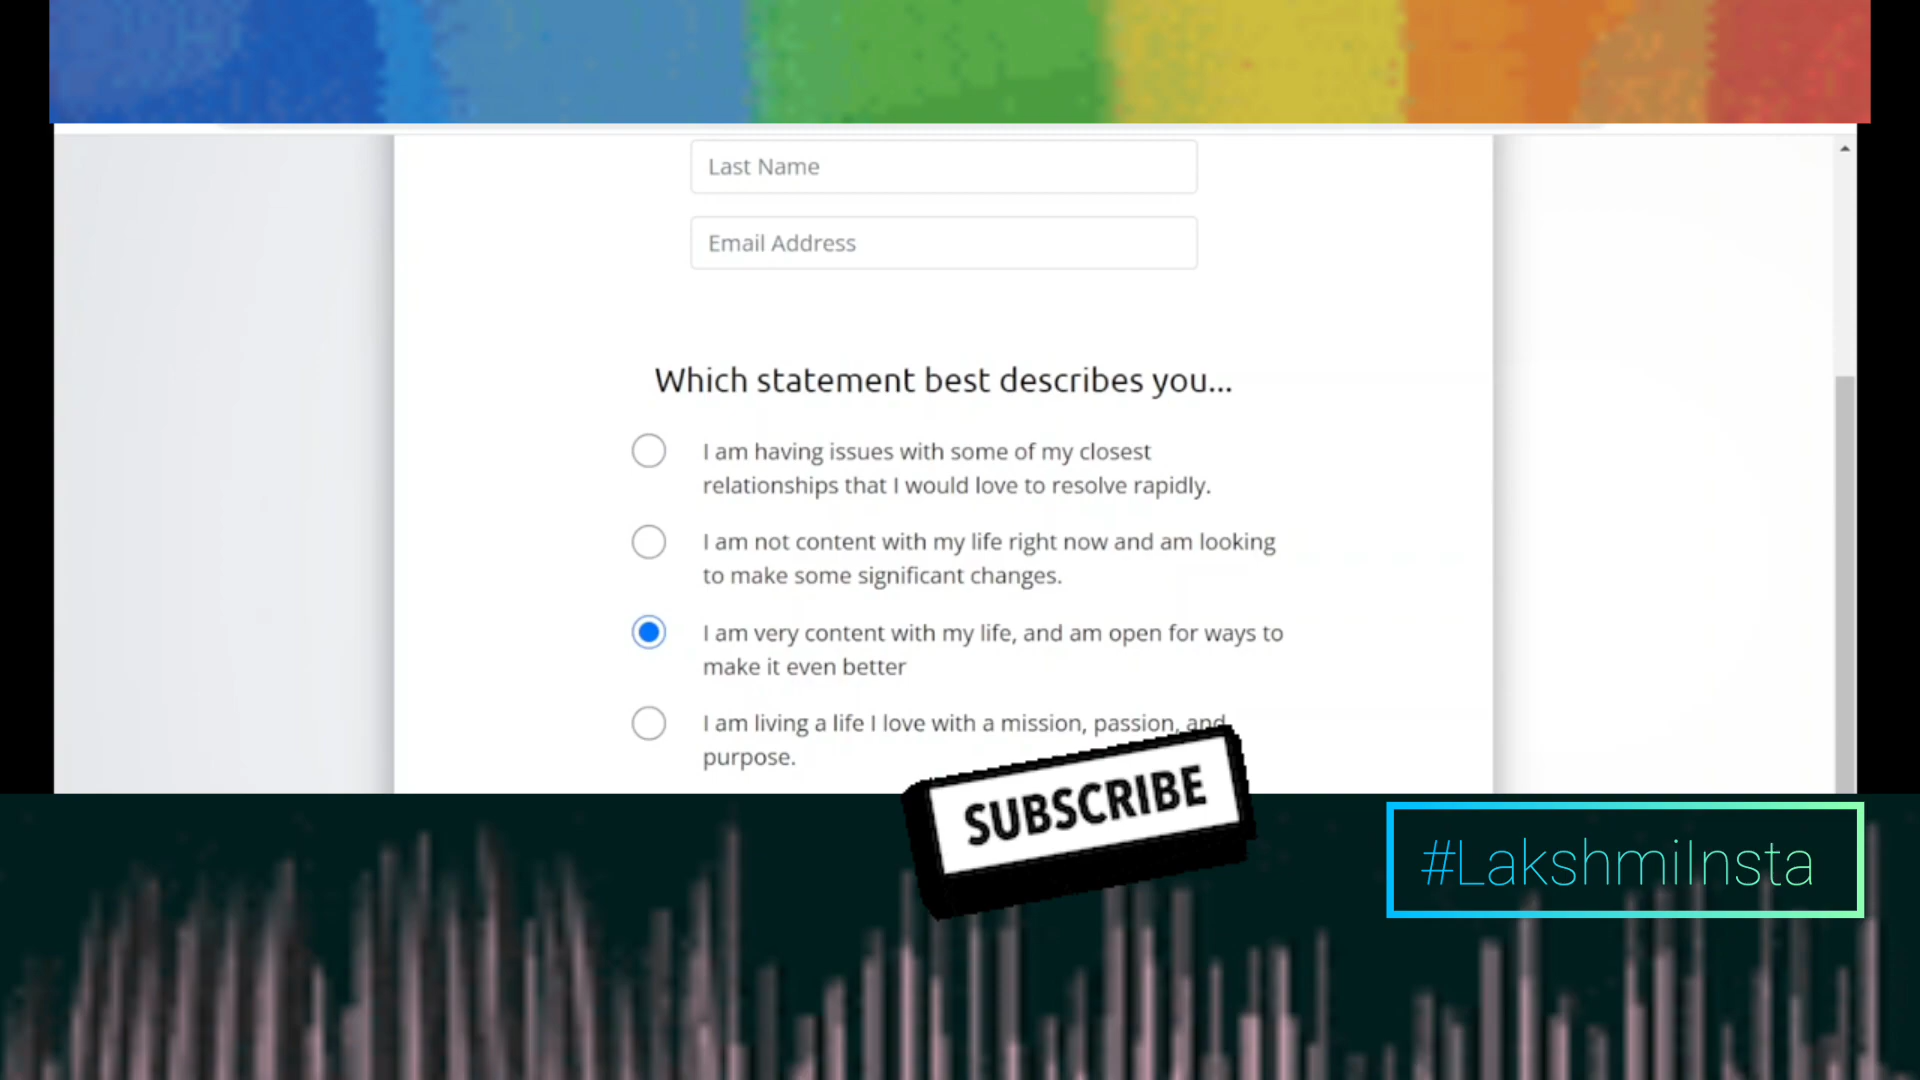 Last Name
Email Address
Which statement best describes you...
I am having issues with some of my closest
relationships that I would love to resolve rapidly.
I am not content with my life right now and am looking
to make some significant changes.
I am very content with my life, and am open for ways to
make it even better
I am living a life I love with a mission, passion, and
purpose.
SUBSCRIBE
#LakshmiInsta